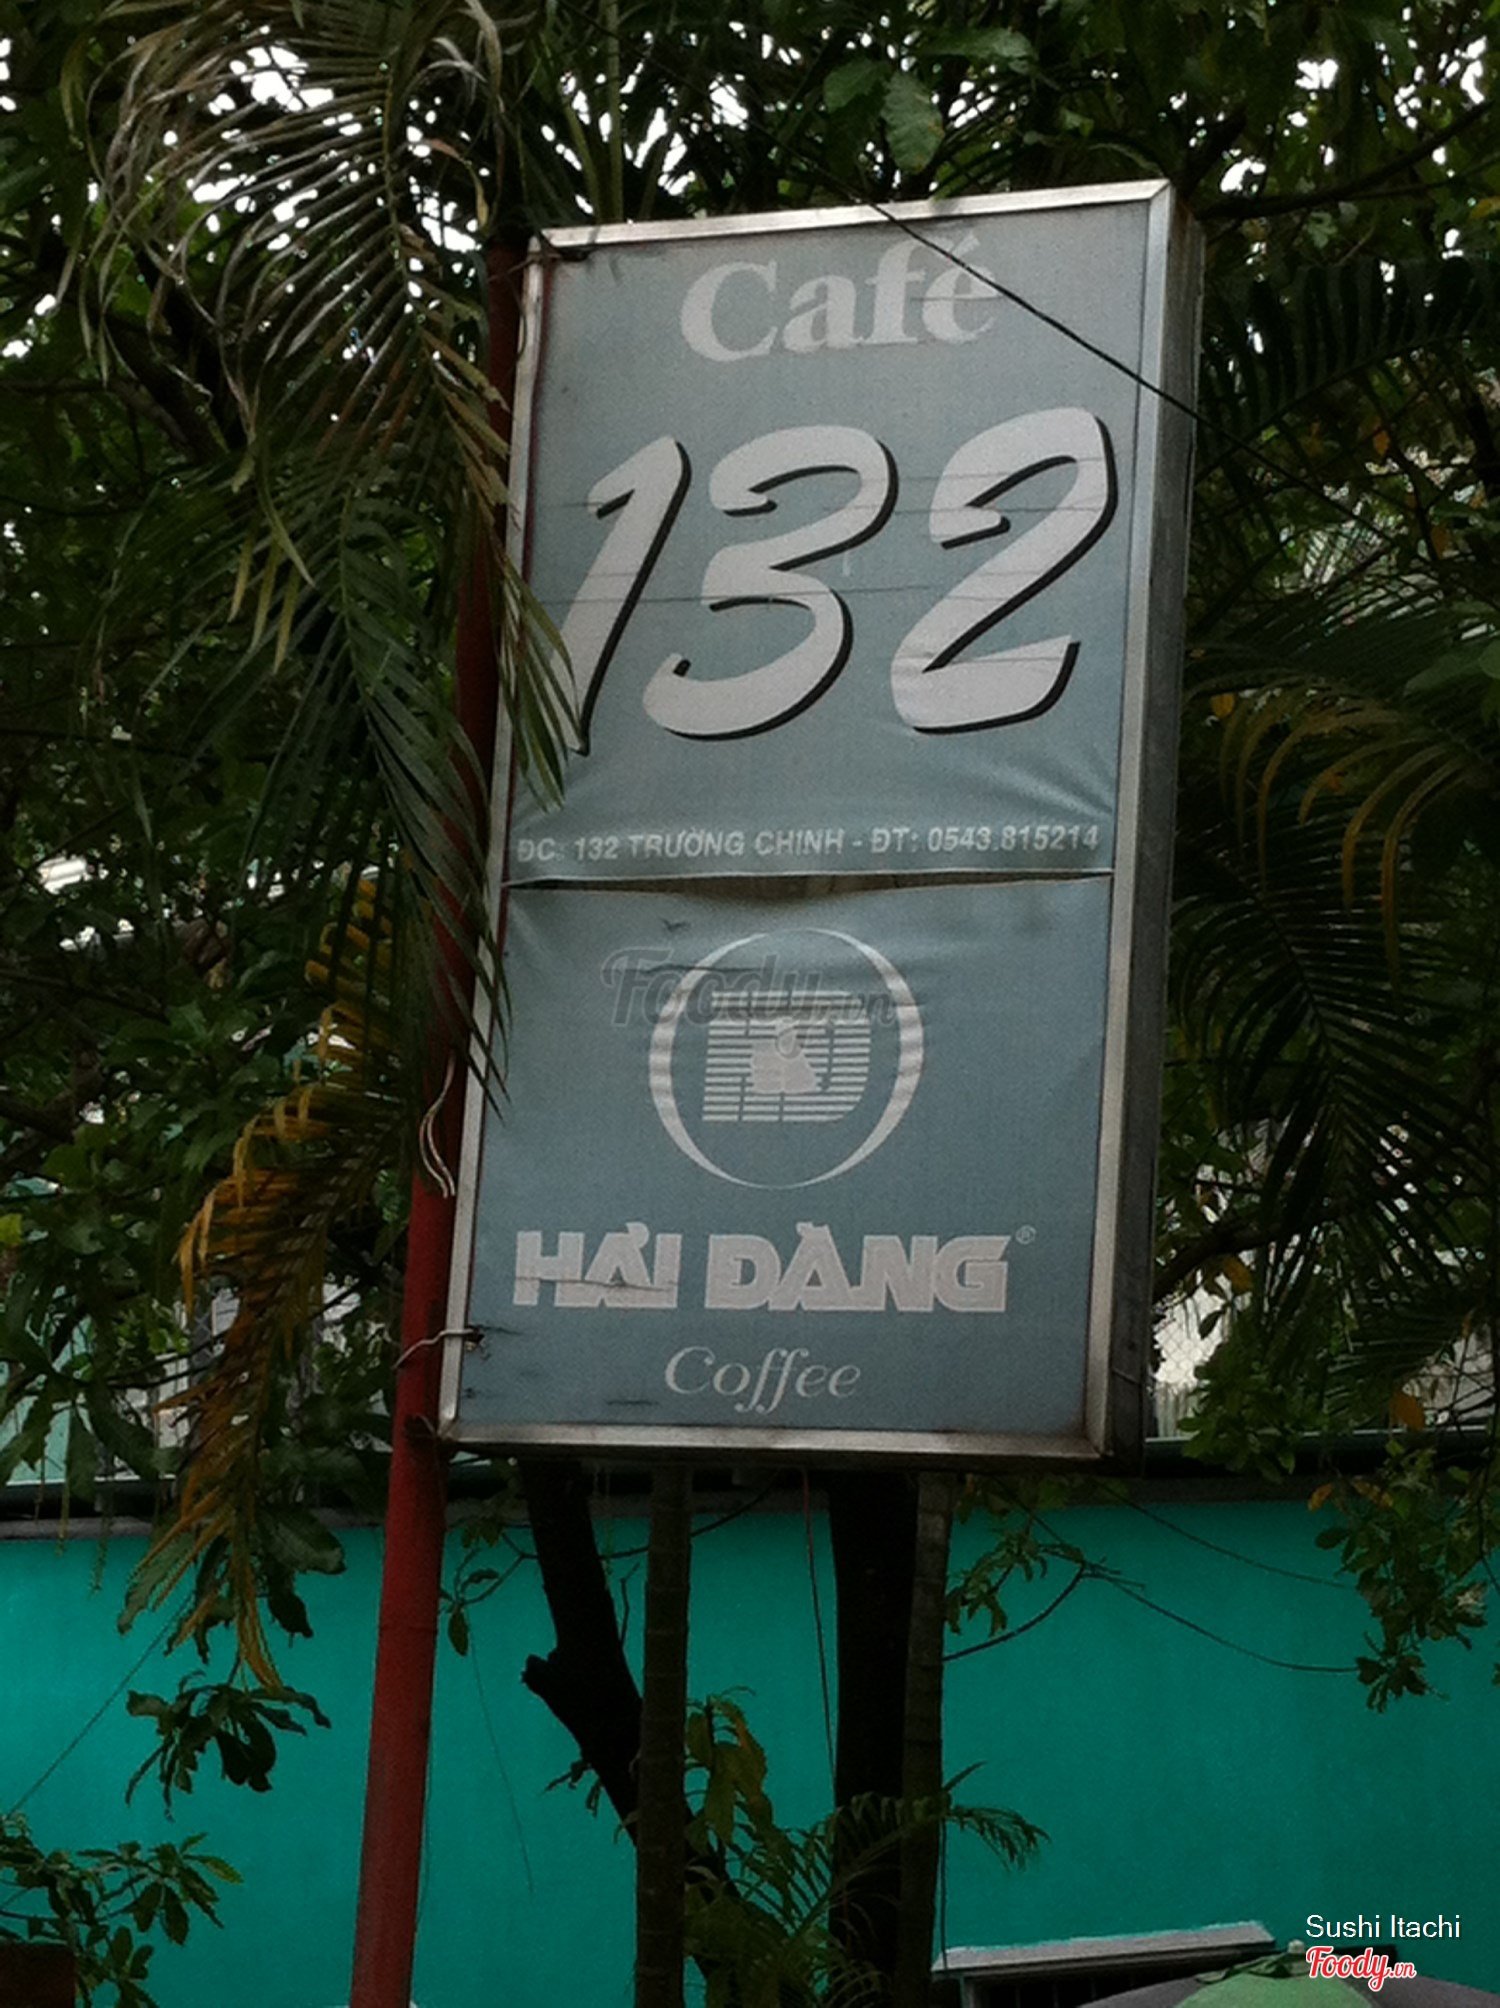 Café
132
ĐC: 132 TRƯỜNG CHINH - ĐT: 0543.815214
Foody.vn
HẢI ĐĂNG®
Coffee
Sushi Itachi
Foody.vn